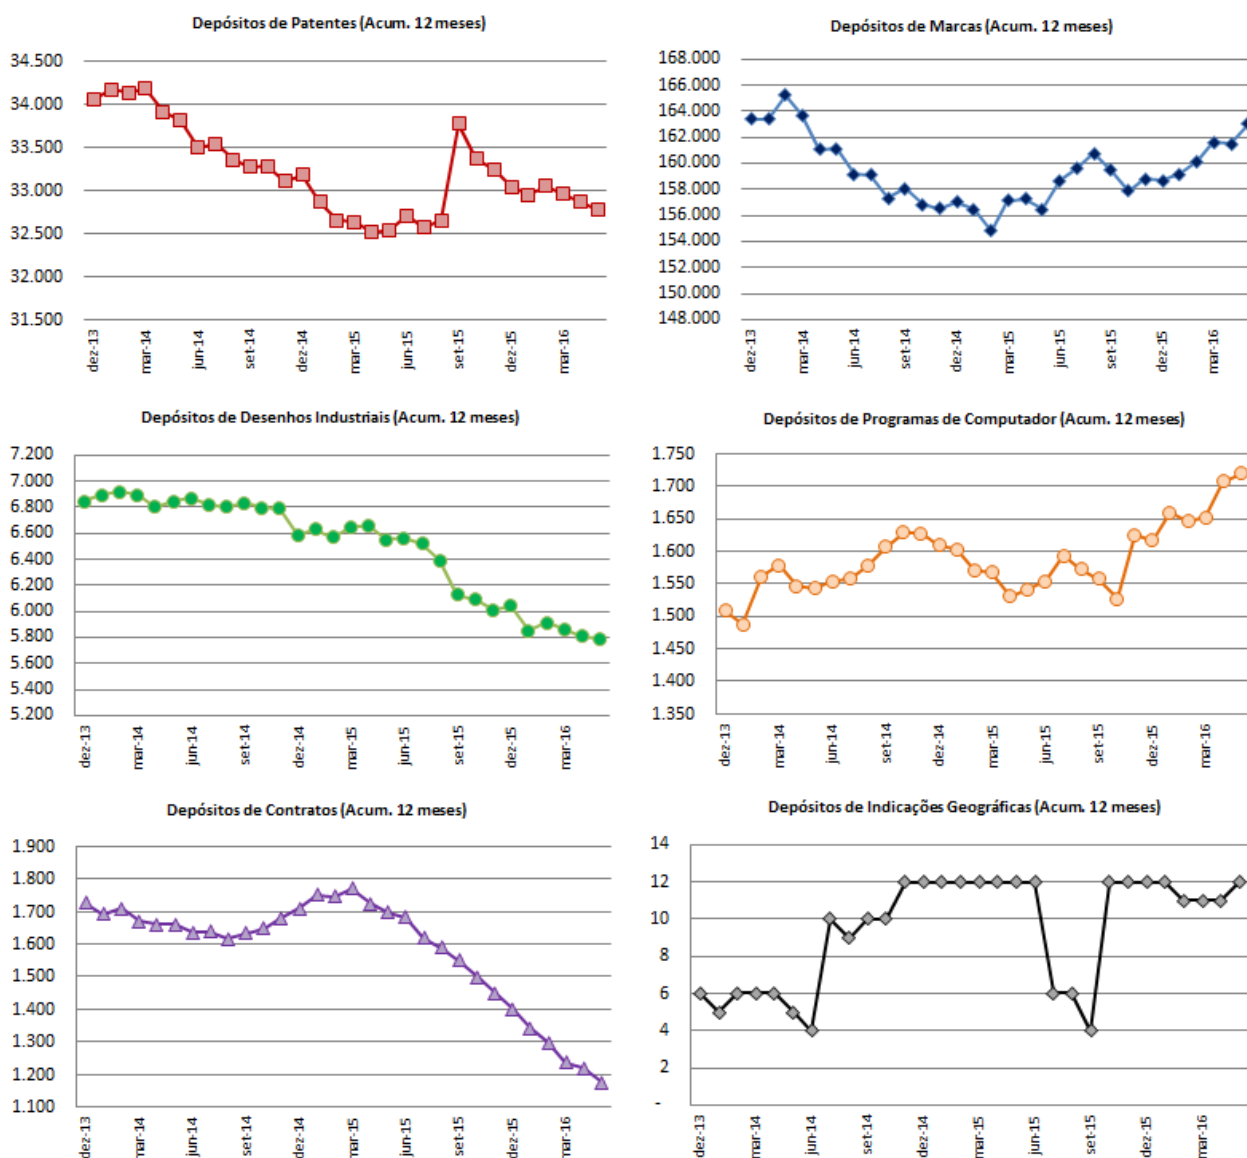 Depósitos de Patentes (Acum. 12 meses)
34.500
34.000
33.500
33.000
32.500
32.000
31.500
dez-13
mar-14
jun-14
set-14
dez-14
mar-15
jun-15
set-15
dez-15
mar-16
Depósitos de Marcas (Acum. 12 meses)
168.000
166.000
164.000
162.000
160.000
158.000
156.000
154.000
152.000
150.000
148.000
dez-13
mar-14
jun-14
set-14
dez-14
mar-15
jun-15
set-15
dez-15
mar-16
Depósitos de Desenhos Industriais (Acum. 12 meses)
7.200
7.000
6.800
6.600
6.400
6.200
6.000
5.800
5.600
5.400
5.200
dez-13
mar-14
jun-14
set-14
dez-14
mar-15
jun-15
set-15
dez-15
mar-16
Depósitos de Programas de Computador (Acum. 12 meses)
1.750
1.700
1.650
1.600
1.550
1.500
1.450
1.400
1.350
dez-13
mar-14
jun-14
set-14
dez-14
mar-15
jun-15
set-15
dez-15
mar-16
Depósitos de Contratos (Acum. 12 meses)
1.900
1.800
1.700
1.600
1.500
1.400
1.300
1.200
1.100
dez-13
mar-14
jun-14
set-14
dez-14
mar-15
jun-15
set-15
dez-15
mar-16
Depósitos de Indicações Geográficas (Acum. 12 meses)
14
12
10
8
6
4
2
-
dez-13
mar-14
jun-14
set-14
dez-14
mar-15
jun-15
set-15
dez-15
mar-16